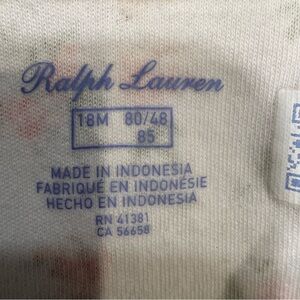 Ralph Lauren
18M 80/48
85
MADE IN INDONESIA
FABRIQUÉ EN INDONÉSIE
HECHO EN INDONESIA
RN 41381
CA 56658